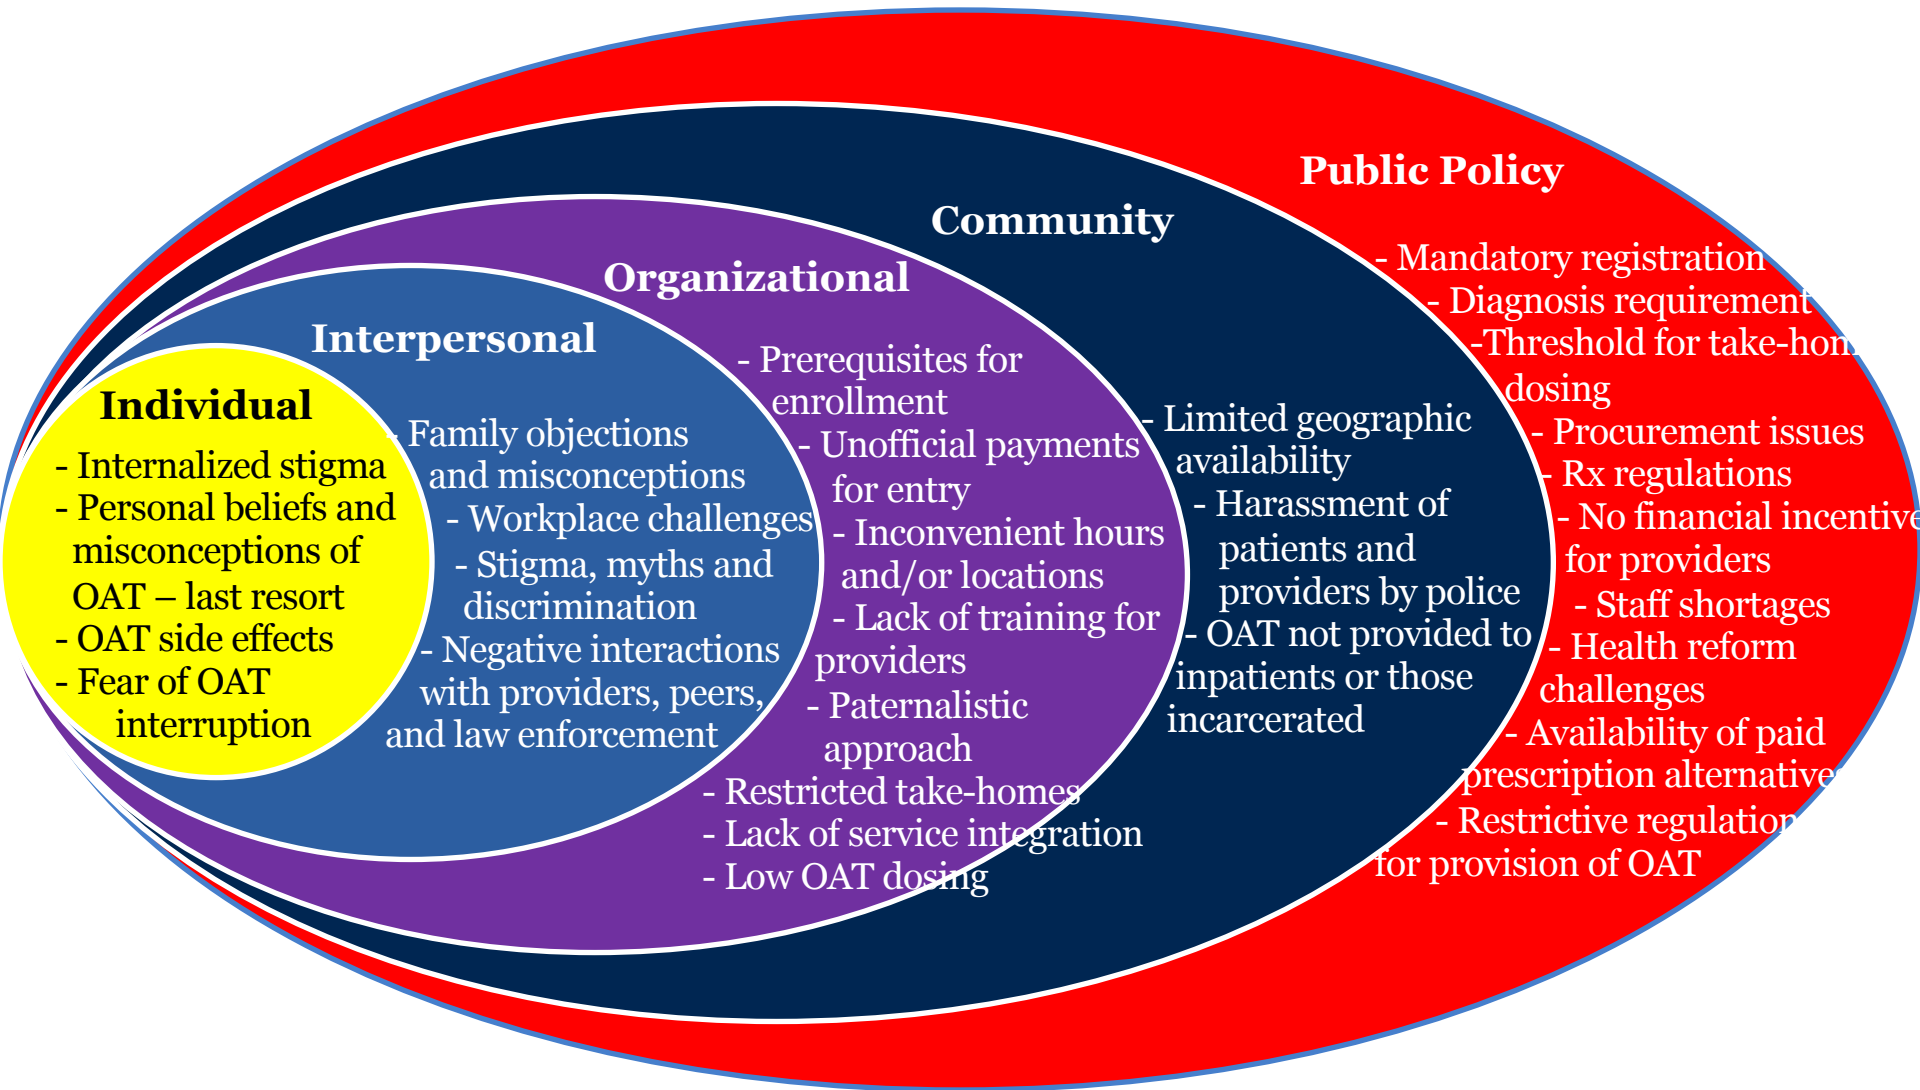 Public Policy
- Mandatory registration
- Diagnosis requirement
-Threshold for take-hom
dosing
- Procurement issues
- Rx regulations
- No financial incentive
for providers
- Staff shortages
- Health reform
challenges
- Availability of paid
prescription alternatives
- Restrictive regulation
for provision of OAT
Community
- Limited geographic
availability
- Harassment of
patients and
providers by police
- OAT not provided to
inpatients or those
incarcerated
Organizational
- Prerequisites for
enrollment
- Unofficial payments
for entry
- Inconvenient hours
and/or locations
- Lack of training for
providers
- Paternalistic
approach
- Restricted take-homes
- Lack of service integration
- Low OAT dosing
Interpersonal
- Family objections
and misconceptions
- Workplace challenges
- Stigma, myths and
discrimination
- Negative interactions
with providers, peers,
and law enforcement
Individual
- Internalized stigma
- Personal beliefs and
misconceptions of
OAT – last resort
- OAT side effects
- Fear of OAT
interruption